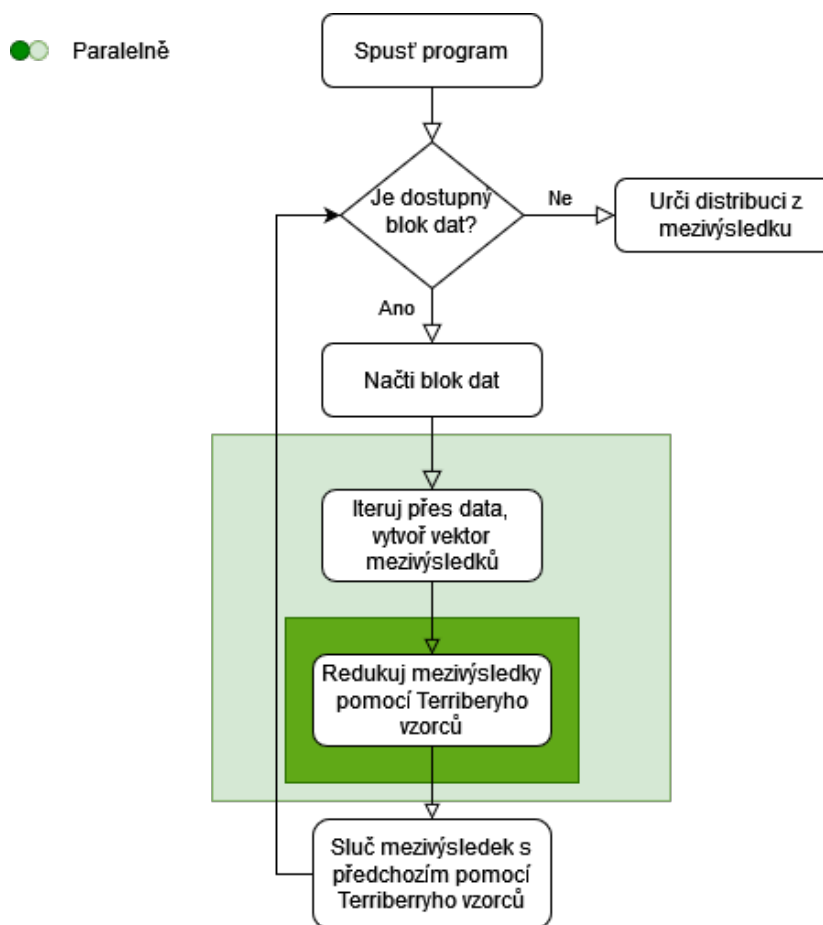 Paralelně
Spusť program
Je dostupný
blok dat?
Ne
Urči distribuci z
mezivýsledku
Ano
Načti blok dat
Iteruj přes data,
vytvoř vektor
mezivýsledků
Redukuj mezivýsledky
pomocí Terriberyho
vzorců
Sluč mezivýsledek s
předchozím pomocí
Terriberryho vzorců